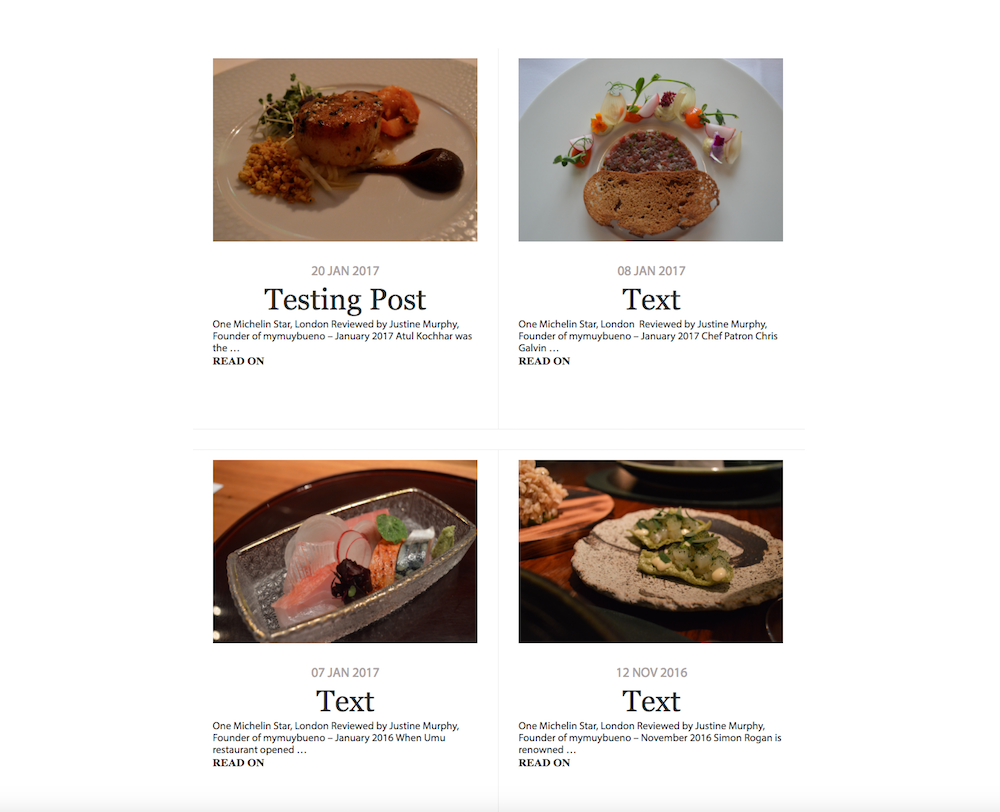 20 JAN 2017
Testing Post
One Michelin Star, London Reviewed by Justine Murphy,
Founder of mymuybueno – January 2017 Atul Kochhar was
the …
READ ON
08 JAN 2017
Text
One Michelin Star, London  Reviewed by Justine Murphy,
Founder of mymuybueno – January 2017 Chef Patron Chris
Galvin …
READ ON
07 JAN 2017
Text
One Michelin Star, London Reviewed by Justine Murphy,
Founder of mymuybueno – January 2016 When Umu
restaurant opened …
READ ON
12 NOV 2016
Text
One Michelin Star, London Reviewed by Justine Murphy,
Founder of mymuybueno – November 2016 Simon Rogan is
renowned …
READ ON